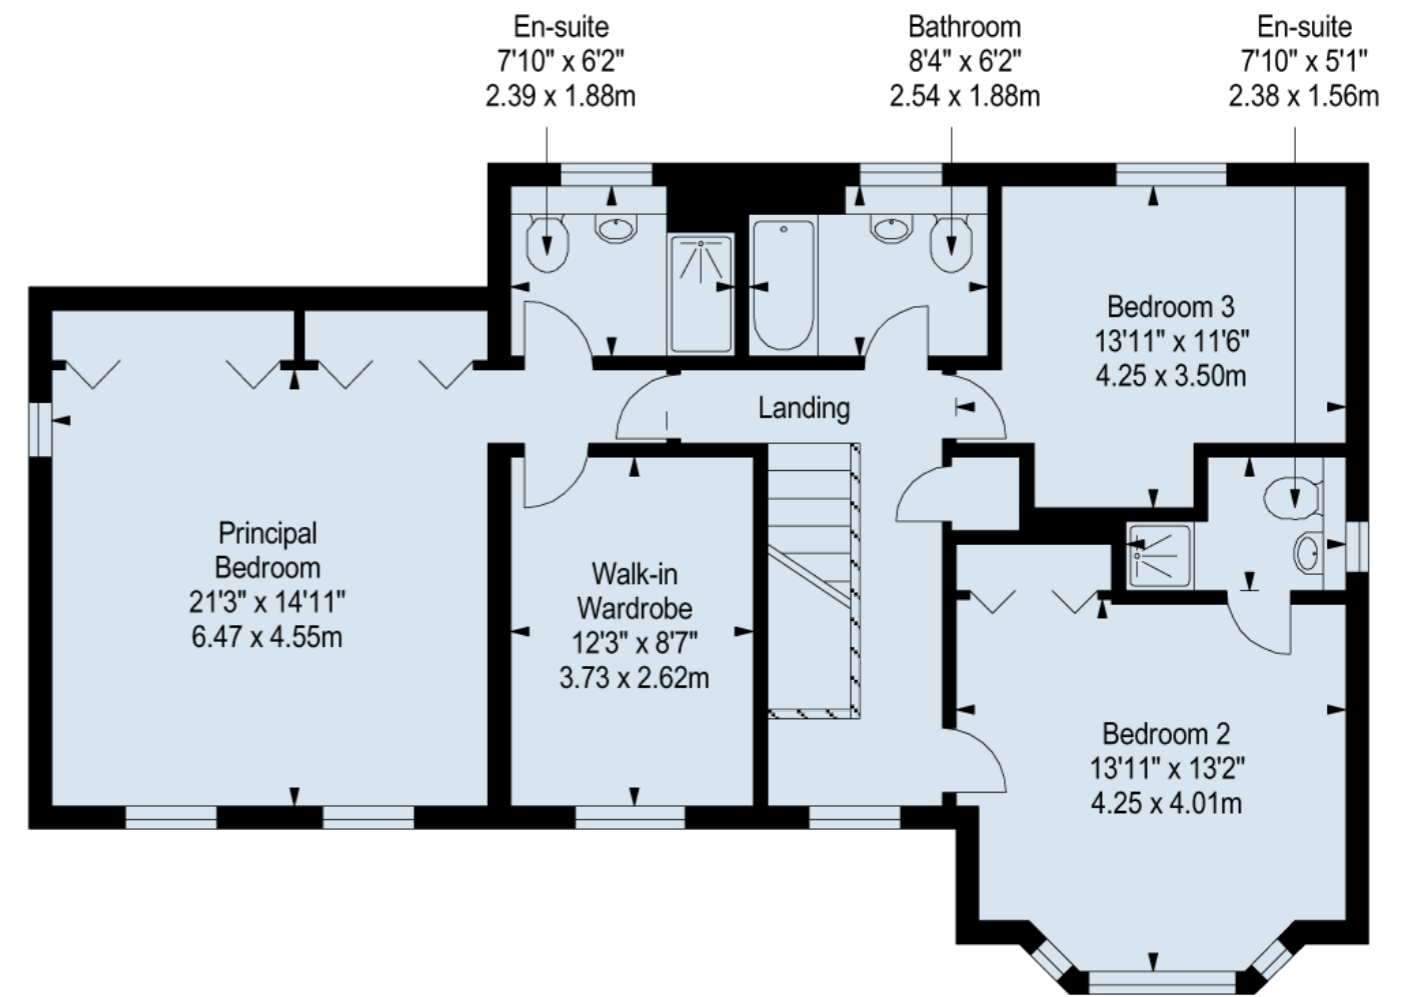 En-suite
7'10" x 6'2"
2.39 x 1.88m
Bathroom
8'4" x 6'2"
2.54 x 1.88m
En-suite
7'10" x 5'1"
2.38 x 1.56m
Bedroom 3
13'11" x 11'6"
4.25 x 3.50m
Landing
Principal
Bedroom
21'3" x 14'11"
6.47 x 4.55m
Walk-in
Wardrobe
12'3" x 8'7"
3.73 x 2.62m
Bedroom 2
13'11" x 13'2"
4.25 x 4.01m